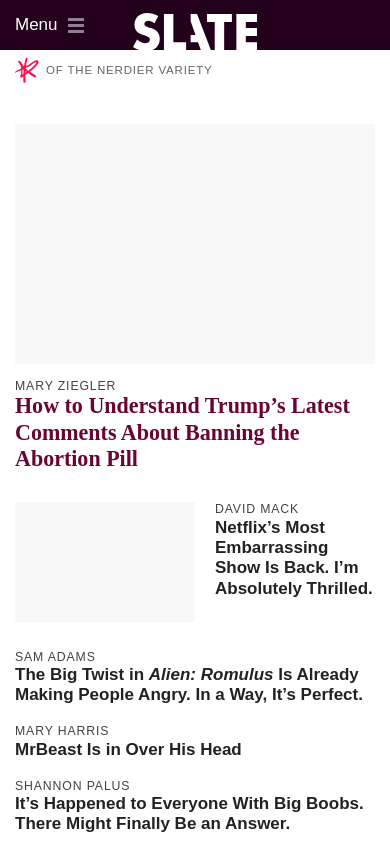 Menu
SLATE
OF THE NERDIER VARIETY
MARY ZIEGLER
How to Understand Trump’s Latest
Comments About Banning the
Abortion Pill
DAVID MACK
Netflix’s Most
Embarrassing
Show Is Back. I’m
Absolutely Thrilled.
SAM ADAMS
The Big Twist in Alien: Romulus Is Already
Making People Angry. In a Way, It’s Perfect.
MARY HARRIS
MrBeast Is in Over His Head
SHANNON PALUS
It’s Happened to Everyone With Big Boobs.
There Might Finally Be an Answer.